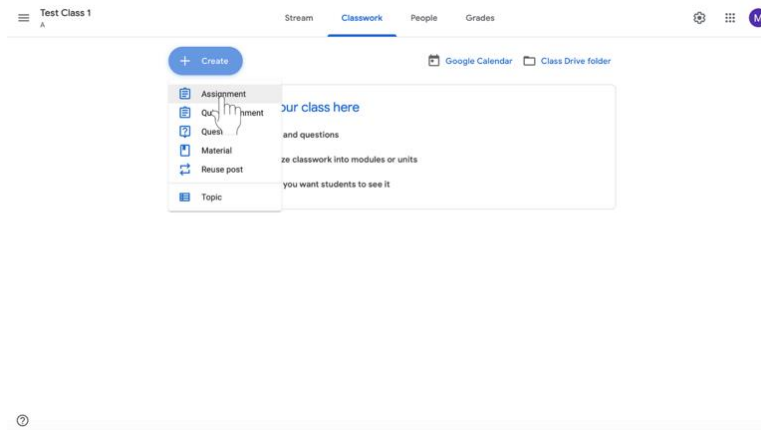 Test Class 1
A
Stream
Classwork
People
Grades
M
Create
Google Calendar
Class Drive folder
Assignment
our class here
and questions
Material
ze classwork into modules or units
Reuse post
you want students to see it
Topic